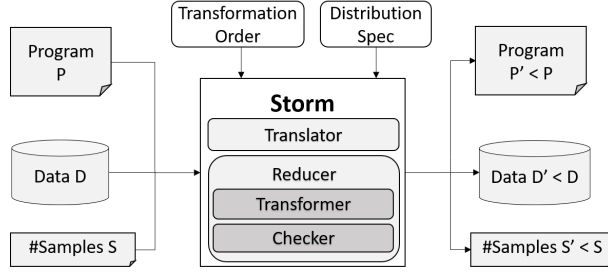 Transformation
Order
Distribution
Spec
Program
P
Data D
#Samples S
Storm
Translator
Reducer
Transformer
Checker
Program
P' < P
Data D' < D
#Samples S' < S